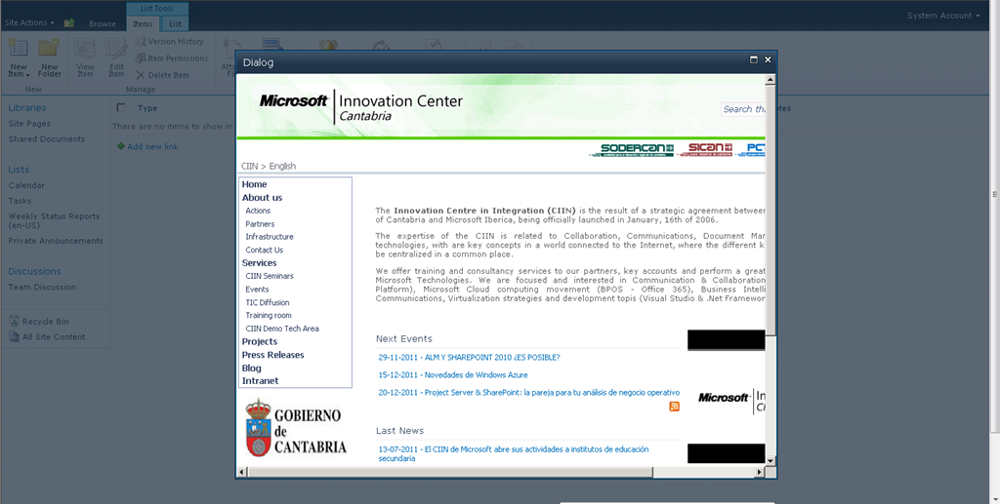 List Tools
Site Actions
Browse
Items
List
System Account
New Item
New Folder
View Item
Edit Item
Version History
Item Permissions
Delete Item
New
Manage
Libraries
Site Pages
Shared Documents
Lists
Calendar
Tasks
Weekly Status Reports
(en-US)
Private Announcements
Discussions
Team Discussion
Recycle Bin
All Site Content
Type
There are no items to show in
Add new link
Dialog
Microsoft Innovation Center
Cantabria
Search th
SODERCAN
SICAN
PCT
CIIN > English
Home
About us
Actions
Partners
Infrastructure
Contact Us
Services
CIIN Seminars
Events
TIC Diffusion
Training room
CIIN Demo Tech Area
Projects
Press Releases
Blog
Intranet
GOBIERNO
de
CANTABRIA
The Innovation Centre in Integration (CIIN) is the result of a strategic agreement between
of Cantabria and Microsoft Iberica, being officially launched in January, 16th of 2006.
The expertise of the CIIN is related to Collaboration, Communications, Document Mar
technologies, with are key concepts in a world connected to the Internet, where the different k
be centralized in a common place.
We offer training and consultancy services to our partners, key accounts and perform a great
Microsoft Technologies. We are focused and interested in Communication & Collaboration
Platform), Microsoft Cloud computing movement (BPOS - Office 365), Business Intelli
Communications, Virtualization strategies and development topis (Visual Studio & .Net Framewor
Next Events
29-11-2011 - ALM Y SHAREPOINT 2010 ¿ES POSIBLE?
15-12-2011 - Novedades de Windows Azure
20-12-2011 - Project Server & SharePoint: la pareja para tu análisis de negocio operativo
Microsoft
Last News
13-07-2011 - El CIIN de Microsoft abre sus actividades a institutos de educación
secundaria